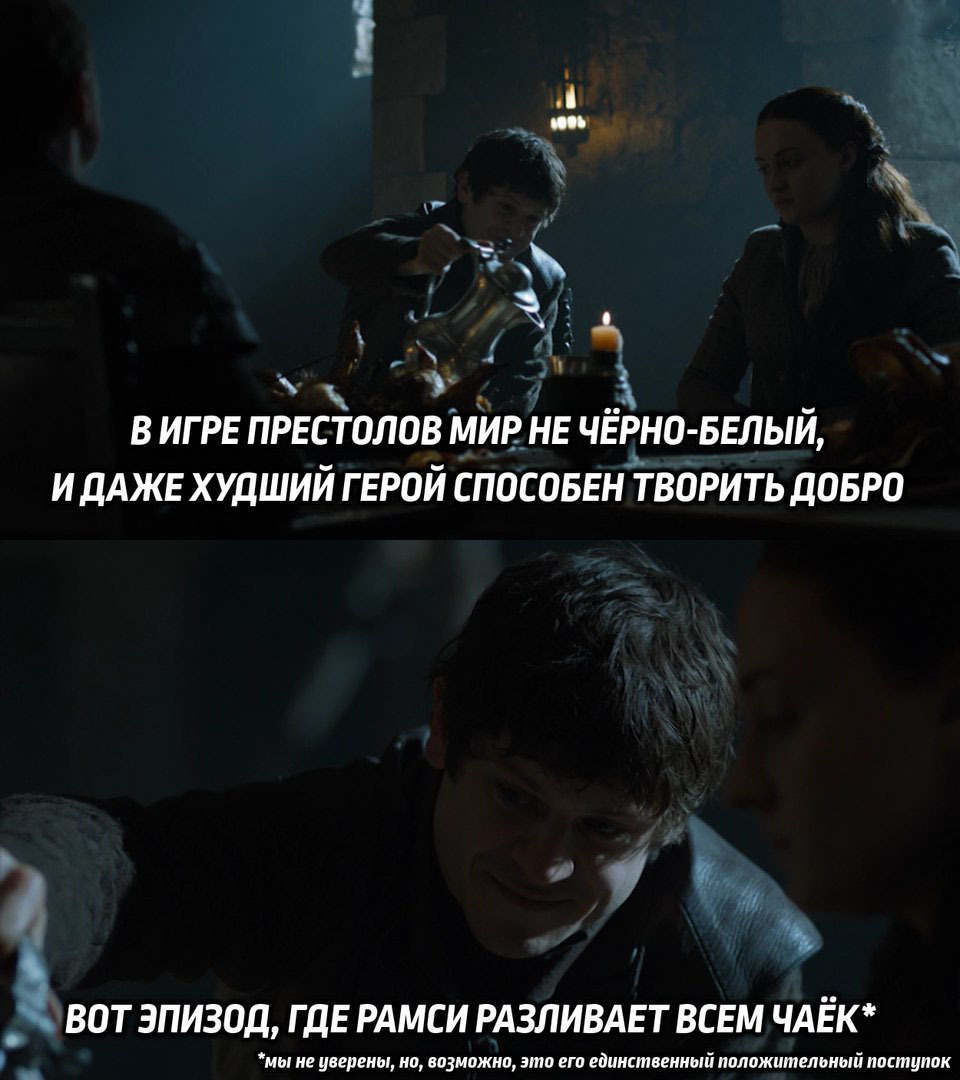 В ИГРЕ ПРЕСТОЛОВ МИР НЕ ЧЁРНО-БЕЛЫЙ,
И ДАЖЕ ХУДШИЙ ГЕРОЙ СПОСОБЕН ТВОРИТЬ ДОБРО
ВОТ ЭПИЗОД, ГДЕ РАМСИ РАЗЛИВАЕТ ВСЕМ ЧАЁК*
*мы не уверены, но, возможно, это его единственный положительный поступок